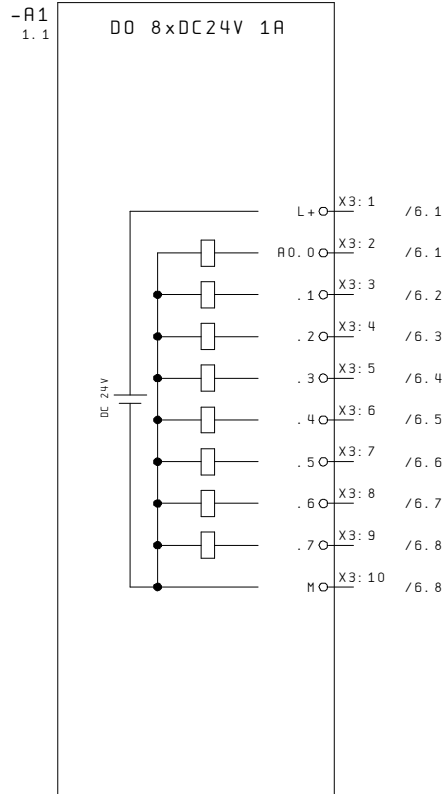 -A1
1.1
DO 8xDC24V 1A
L+ X3:1 /6.1
A0.0 X3:2 /6.1
.1 X3:3 /6.2
.2 X3:4 /6.3
.3 X3:5 /6.4
DC 24V
.4 X3:6 /6.5
.5 X3:7 /6.6
.6 X3:8 /6.7
.7 X3:9 /6.8
M X3:10 /6.8